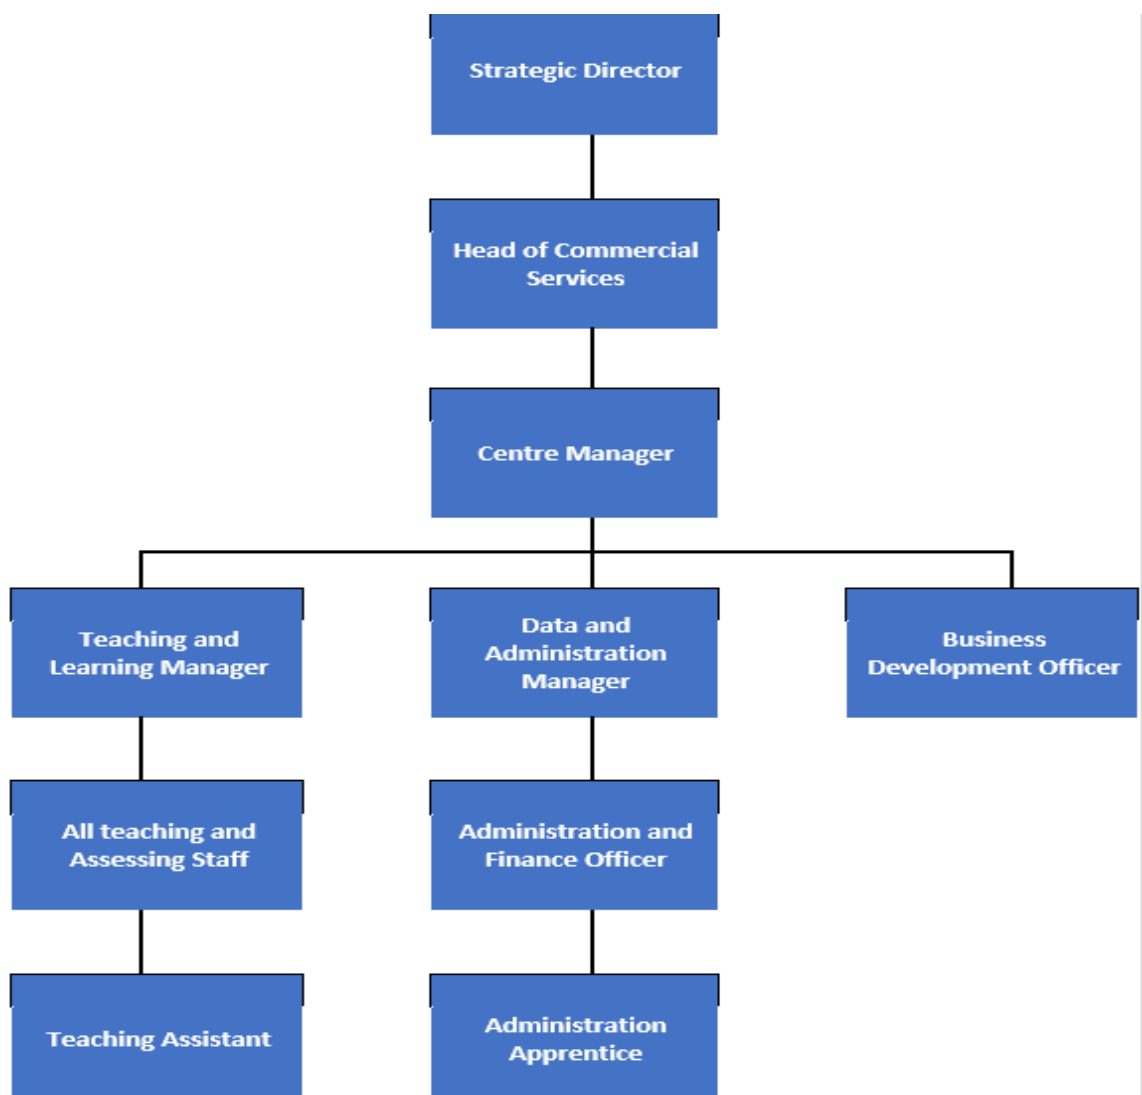 Strategic Director
Head of Commercial
Services
Centre Manager
Teaching and
Learning Manager
Data and
Administration
Manager
Business
Development Officer
All teaching and
Assessing Staff
Administration and
Finance Officer
Teaching Assistant
Administration
Apprentice